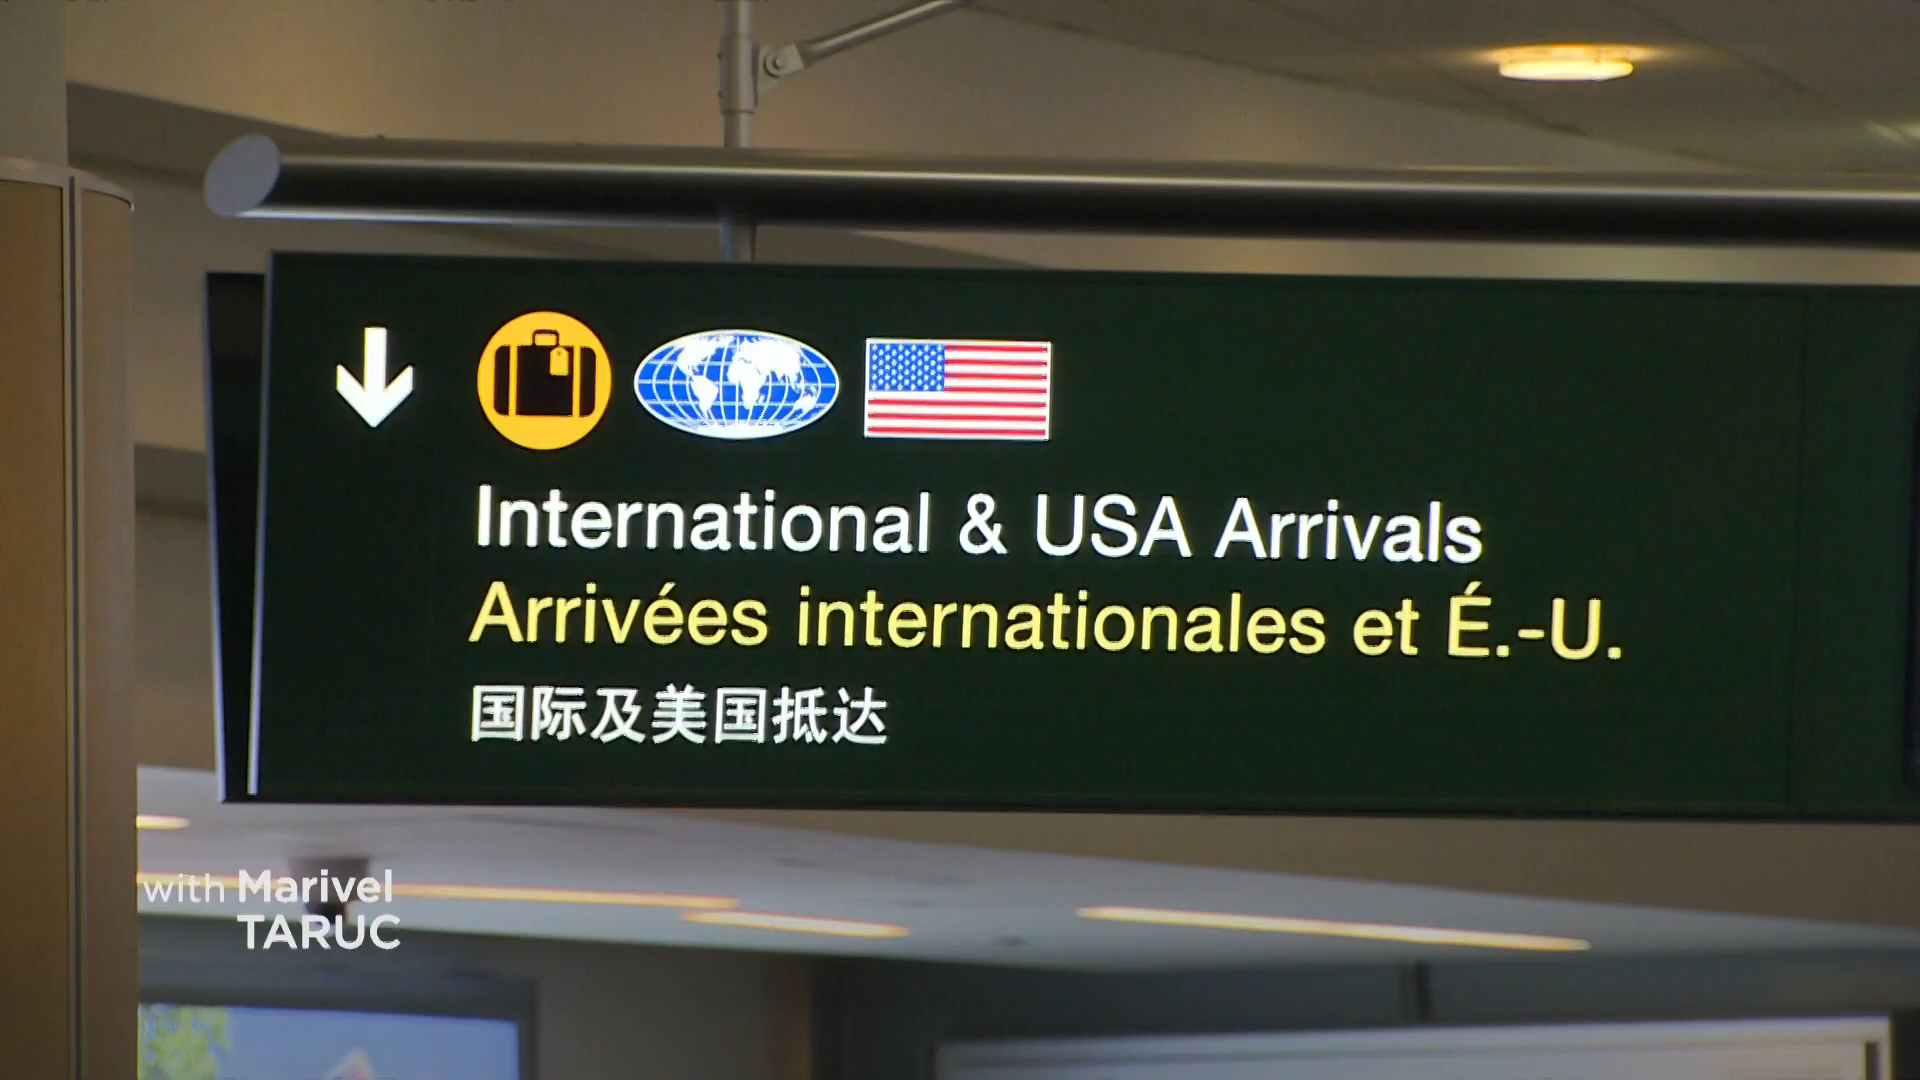 International & USA Arrivals
Arrivées internationales et É.-U.
国际及美国抵达
with Marivel
TARUC